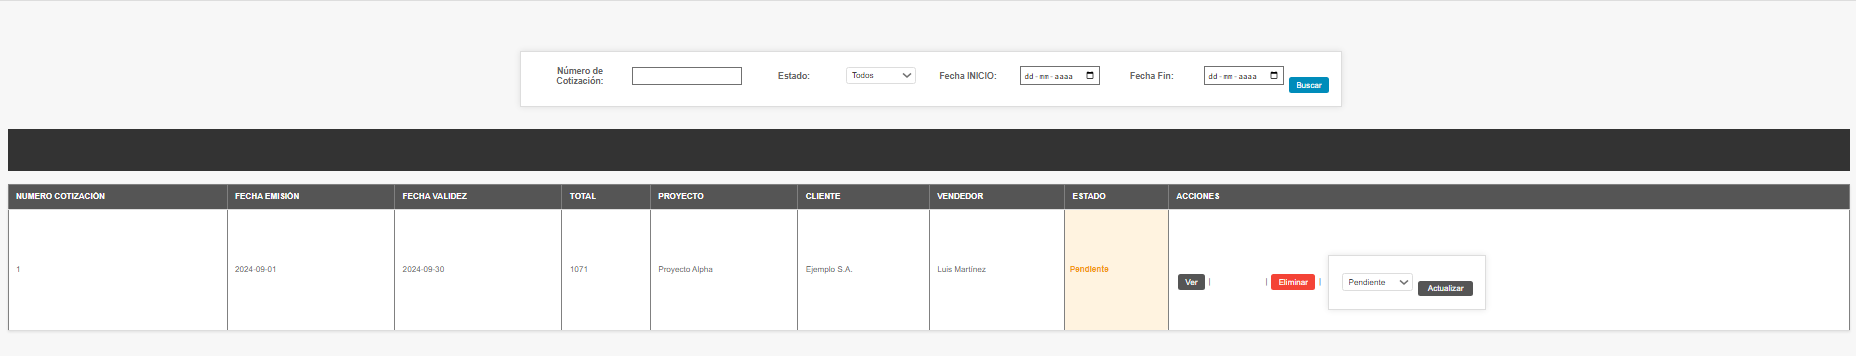 Número de
Cotización:
Estado: Todos Fecha INICIO: dd-mm-aaaa Fecha Fin: dd-mm-aaaa Buscar
NUMERO COTIZACIÓN FECHA EMISIÓN FECHA VALIDEZ TOTAL PROYECTO CLIENTE VENDEDOR ESTADO ACCIONES
1 2024-09-01 2024-09-30 1071 Proyecto Alpha Ejemplo S.A. Luis Martínez Pendiente Ver | | Eliminar | Pendiente Actualizar